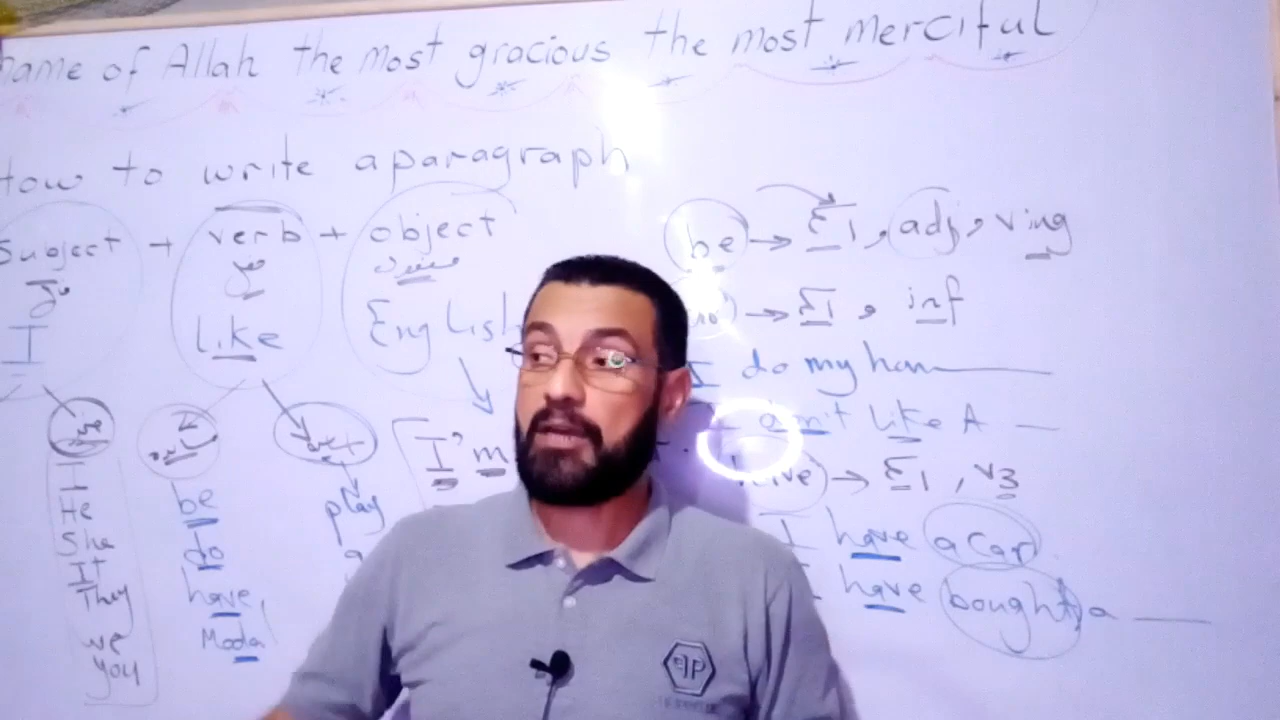 name of Allah the most gracious the most merciful
How to write a paragraph
Subject + verb + object
I like English
I'm
I
He
She
It
They
we
you
be
do
have
Modal
play
be → , adj, ving
→ , inf
I do my hom
don't like A
have → , v3
I have a car
I have bought a